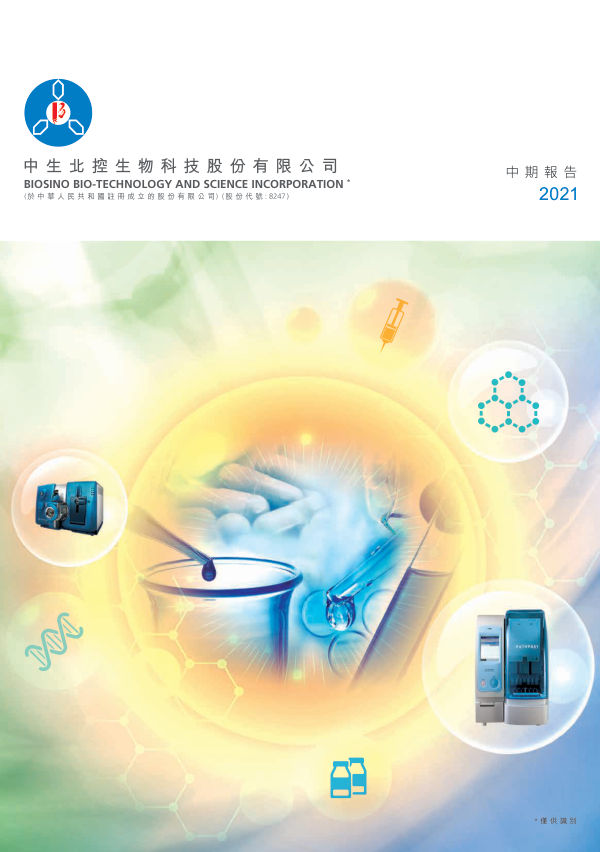 中生北控生物科技股份有限公司
BIOSINO BIO-TECHNOLOGY AND SCIENCE INCORPORATION *
(於中華人民共和國註冊成立的股份有限公司) (股份代號: 8247)
中期報告
2021
PATHFAST
* 僅供識別